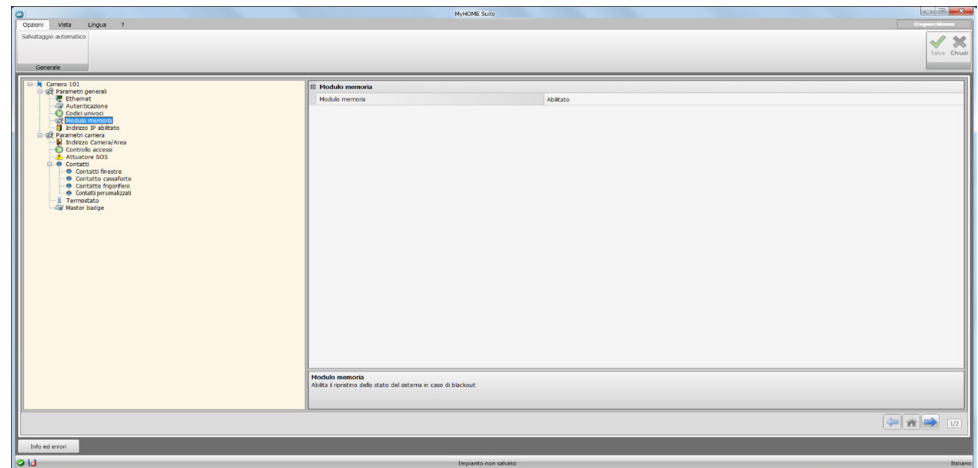 MyHOME Suite
Opzioni Vista Lingua ?
Salvataggio automatico
Salva Chiudi
Generale
Camera 101
Parametri generali
Ethernet
Autenticazione
Codici univoci
Modulo memoria
Indirizzo IP abilitato
Parametri camera
Indirizzo Camera/Area
Controllo accessi
Attuatore SOS
Contatti
Contatti finestre
Contatto cassaforte
Contatto frigorifero
Contatti personalizzati
Termostato
Master badge
Modulo memoria
Modulo memoria Abilitato
Modulo memoria
Abilita il ripristino dello stato del sistema in caso di blackout
1/2
Info ed errori
Impianto non salvato
Italiano